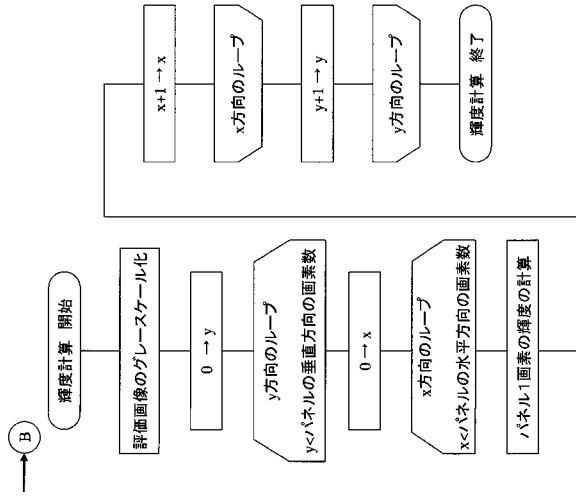 B
輝度計算 開始
評価画像のグレースケール化
0 → y
y方向のループ
y<パネルの垂直方向の画素数
0 → x
x方向のループ
x<パネルの水平方向の画素数
パネル1画素の輝度の計算
x+1 → x
x方向のループ
y+1 → y
y方向のループ
輝度計算 終了